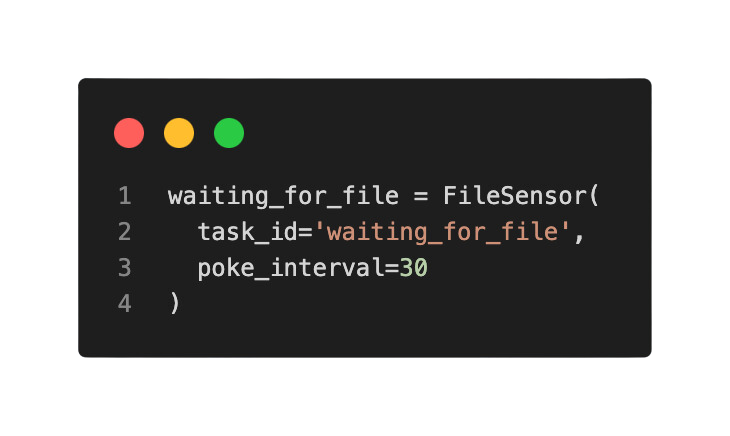 1 waiting_for_file = FileSensor(
2   task_id='waiting_for_file',
3   poke_interval=30
4 )